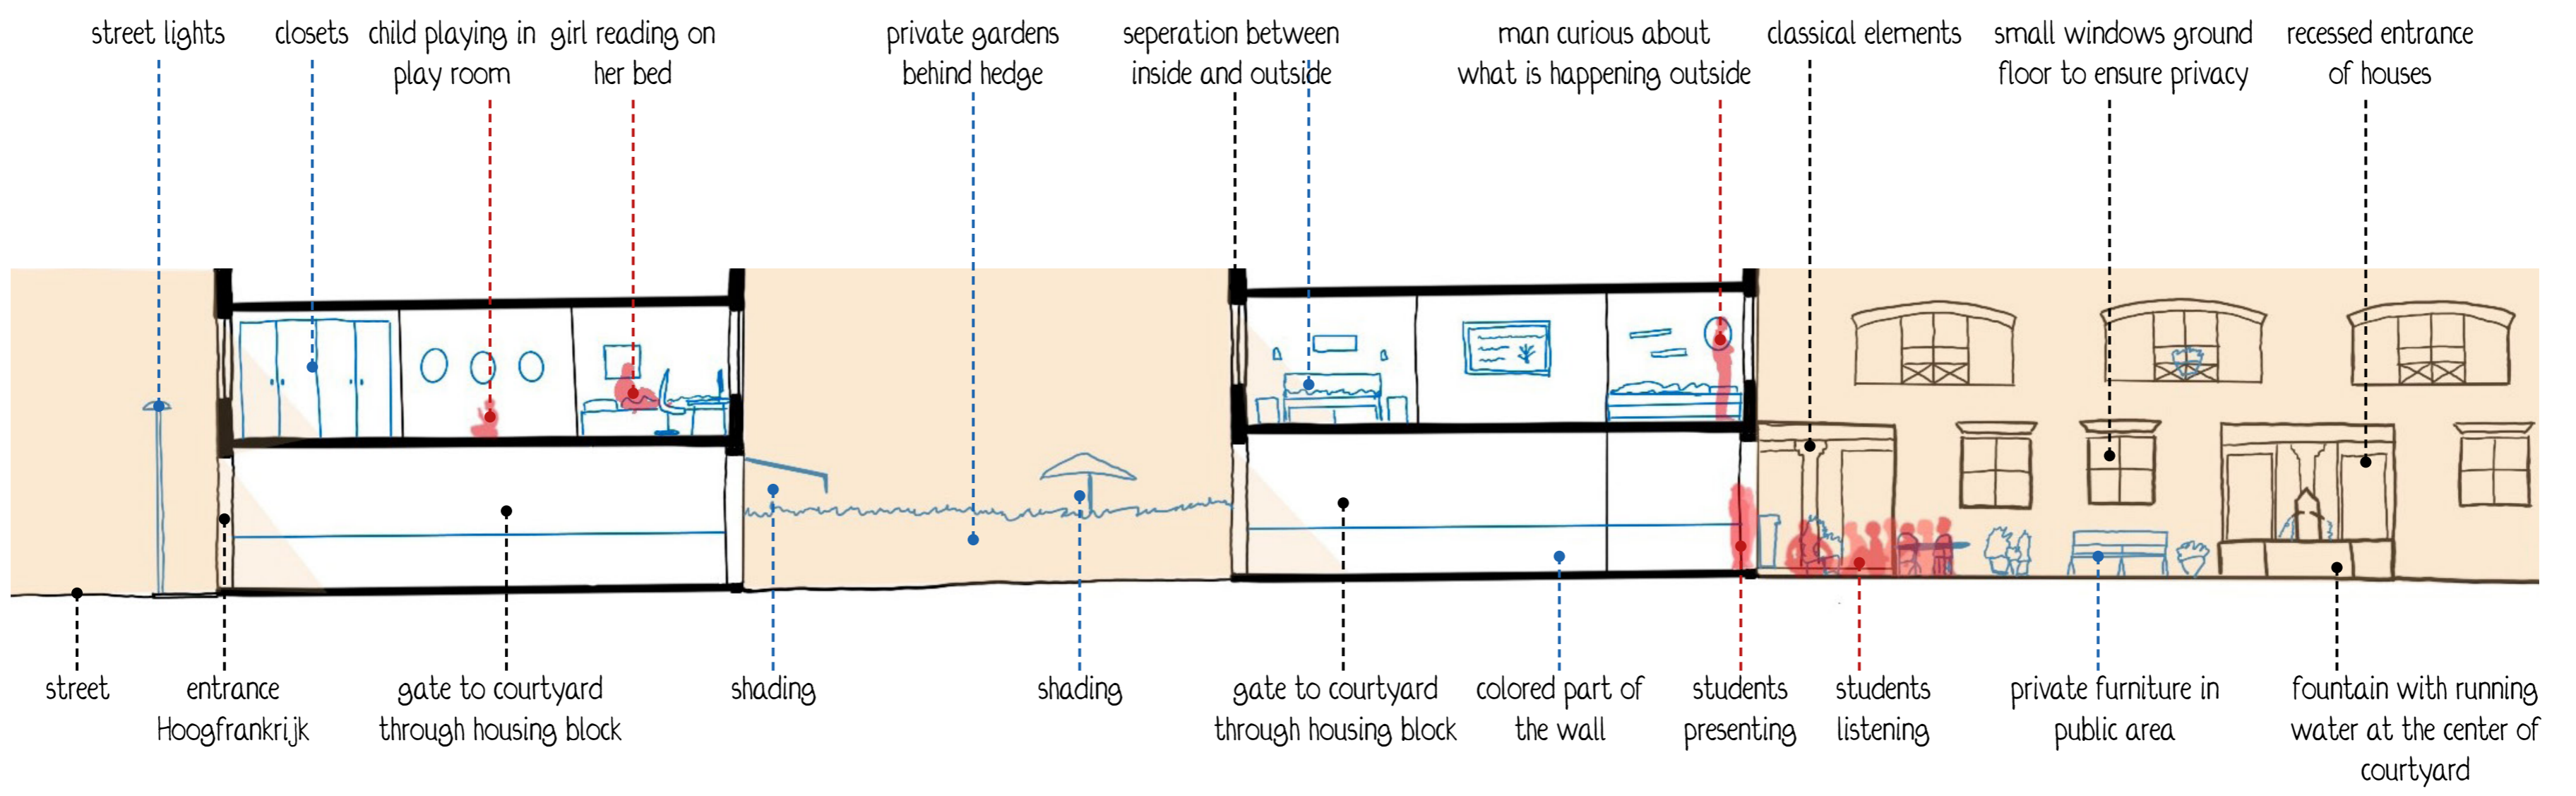 street lights
closets
child playing in
play room
girl reading on
her bed
private gardens
behind hedge
seperation between
inside and outside
man curious about
what is happening outside
classical elements
small windows ground
floor to ensure privacy
recessed entrance
of houses
street
entrance
Hoogfrankrijk
gate to courtyard
through housing block
shading
shading
gate to courtyard
through housing block
colored part of
the wall
students
presenting
students
listening
private furniture in
public area
fountain with running
water at the center of
courtyard